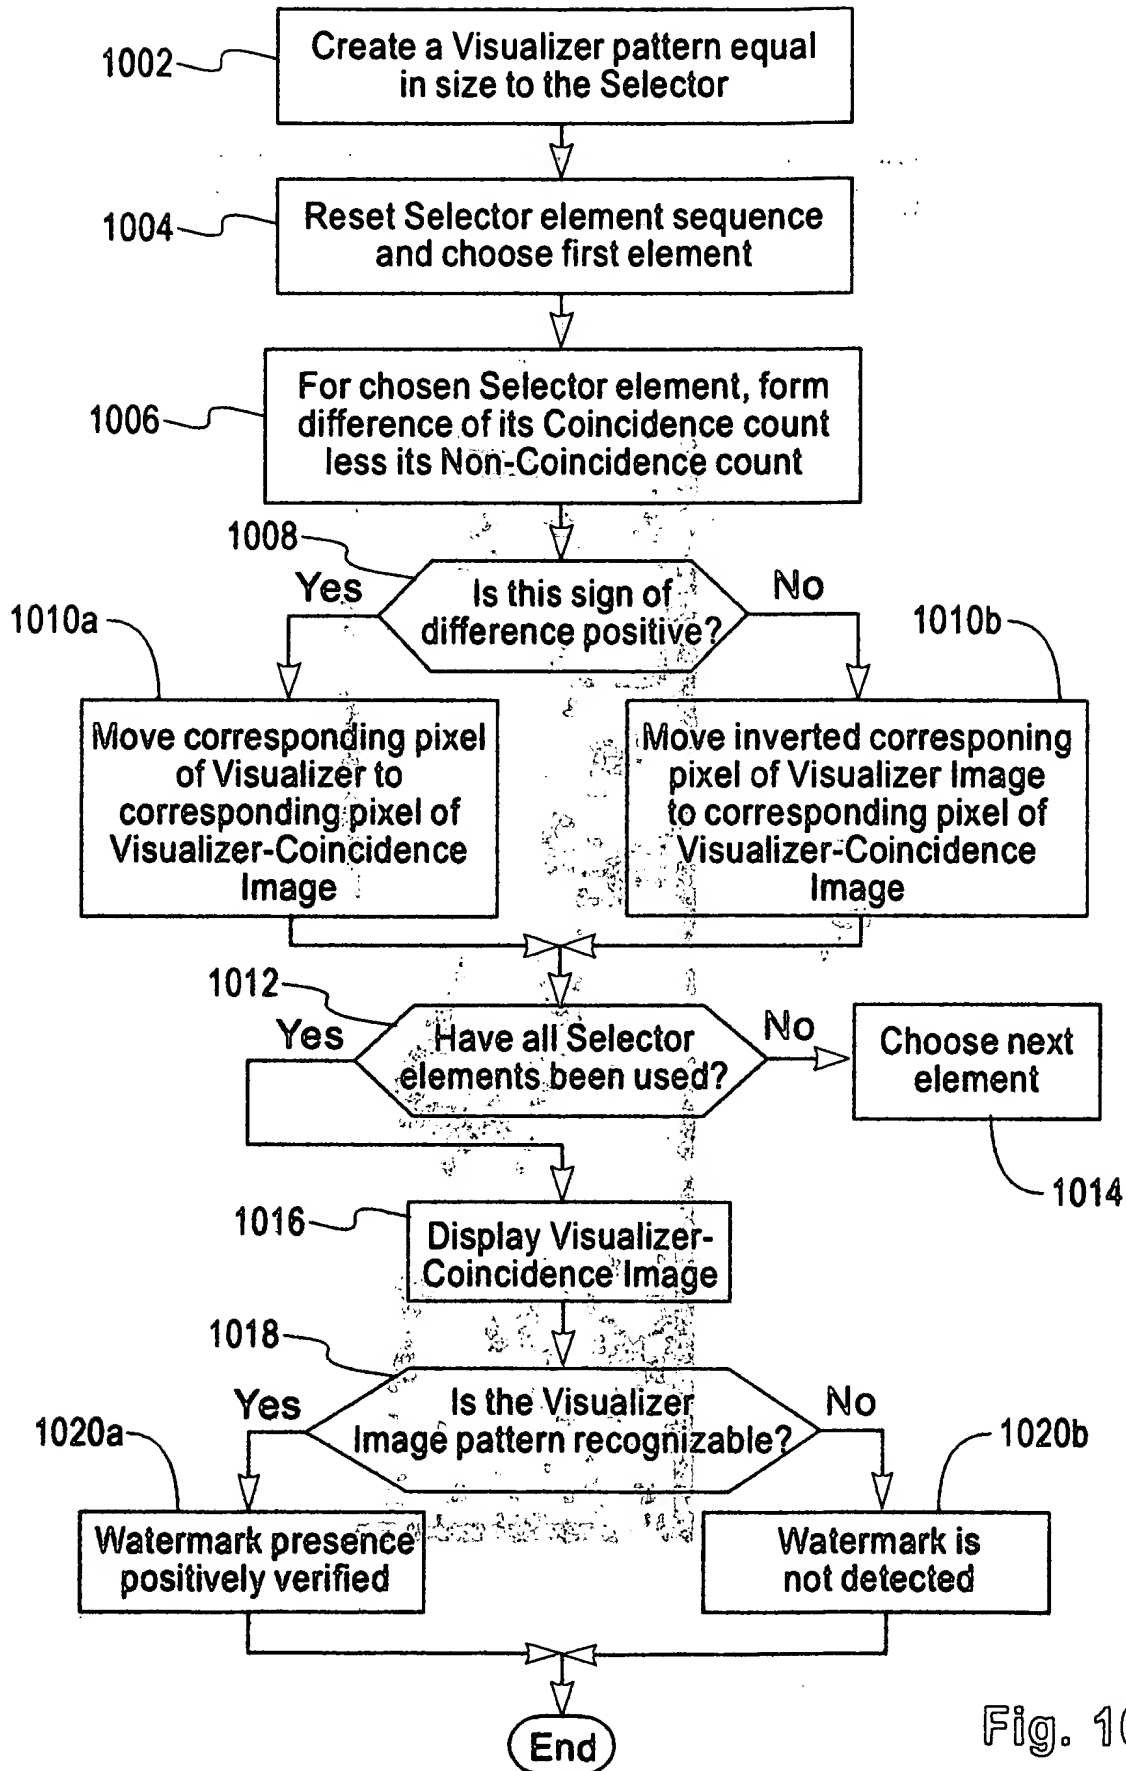 Create a Visualizer pattern equal
in size to the Selector
1002
Reset Selector element sequence
and choose first element
1004
For chosen Selector element, form
difference of its Coincidence count
less its Non-Coincidence count
1006
1008
Yes
Is this sign of
difference positive?
No
1010a
1010b
Move corresponding pixel
of Visualizer to
corresponding pixel of
Visualizer-Coincidence
Image
Move inverted corresponing
pixel of Visualizer Image
to corresponding pixel of
Visualizer-Coincidence
Image
1012
Yes
Have all Selector
elements been used?
No
Choose next
element
1014
1016
Display Visualizer-
Coincidence Image
1018
Yes
Is the Visualizer
Image pattern recognizable?
No
1020a
1020b
Watermark presence
positively verified
Watermark is
not detected
End
Fig. 10